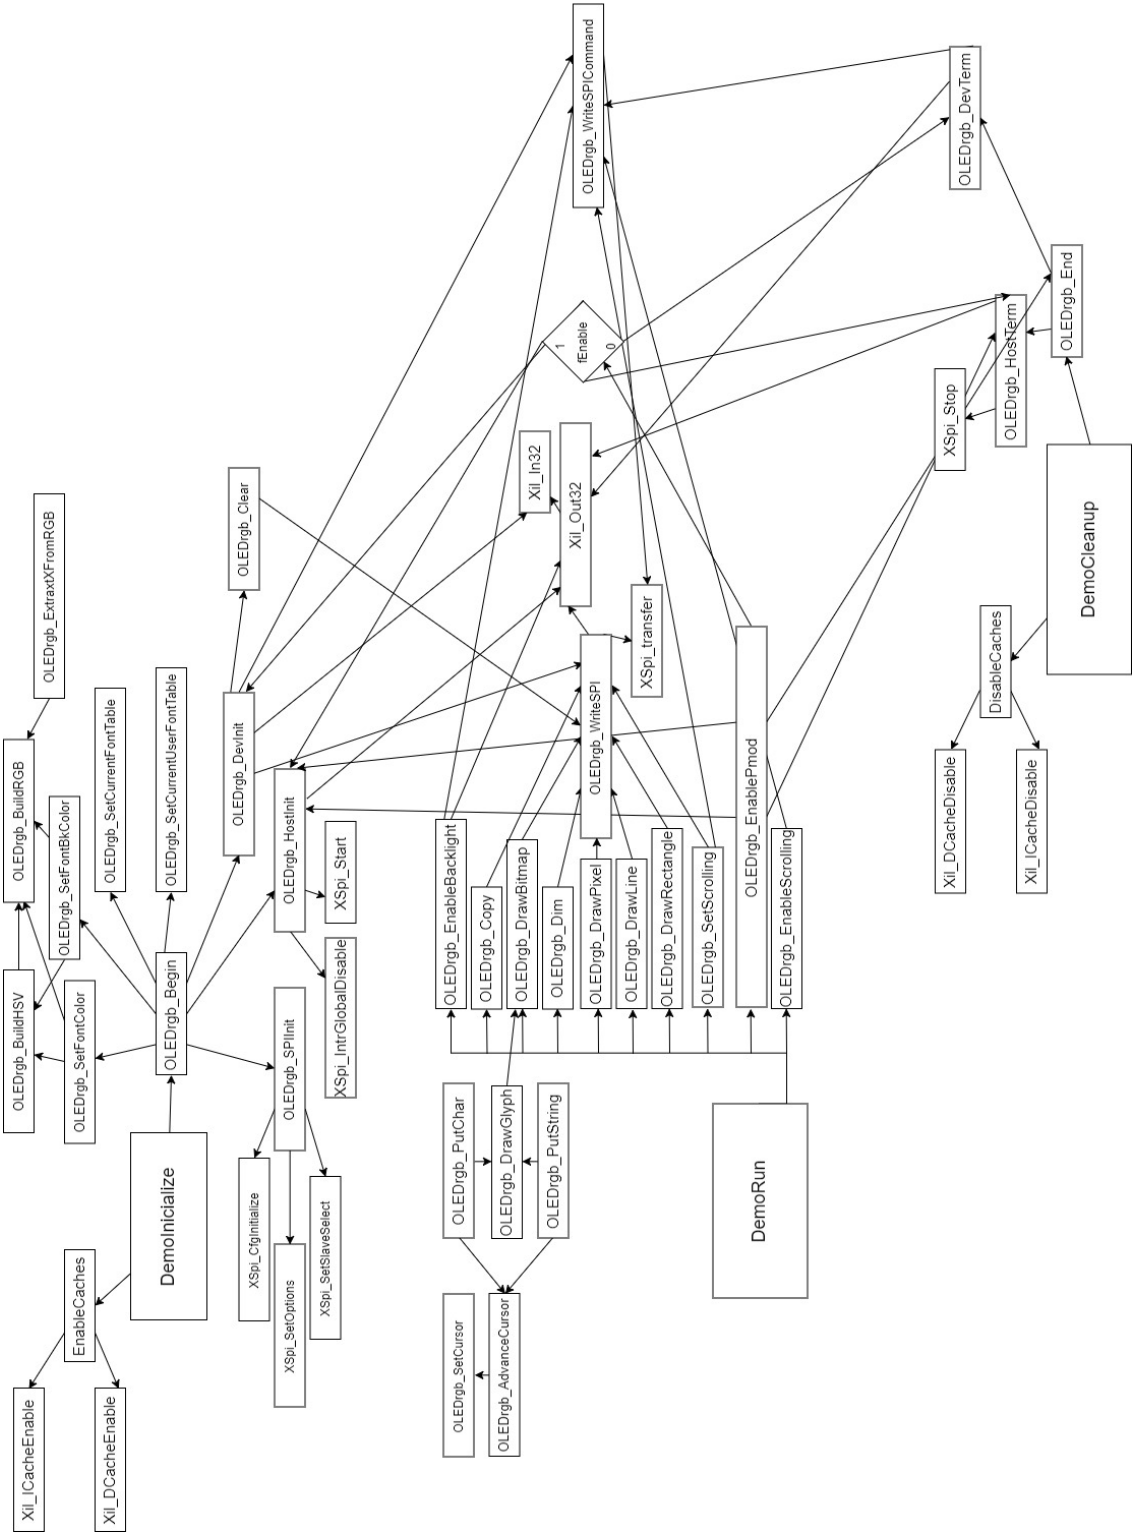 Xil_ICacheEnable
Xil_DCacheEnable
EnableCaches
DemoInicialize
OLEDrgb_BuildHSV
OLEDrgb_SetFontColor
OLEDrgb_BuildRGB
OLEDrgb_SetFontBkColor
OLEDrgb_ExtraxtXFromRGB
OLEDrgb_SetCurrentFontTable
OLEDrgb_SetCurrentUserFontTable
OLEDrgb_Begin
OLEDrgb_DevInit
OLEDrgb_Clear
OLEDrgb_HostInit
XSpi_Start
XSpi_IntrGlobalDisable
OLEDrgb_SPIInit
XSpi_CfgInitialize
XSpi_SetOptions
XSpi_SetSlaveSelect
OLEDrgb_SetCursor
OLEDrgb_AdvanceCursor
OLEDrgb_PutChar
OLEDrgb_DrawGlyph
OLEDrgb_PutString
OLEDrgb_EnableBacklight
OLEDrgb_Copy
OLEDrgb_DrawBitmap
OLEDrgb_Dim
OLEDrgb_DrawPixel
OLEDrgb_DrawLine
OLEDrgb_DrawRectangle
OLEDrgb_SetScrolling
OLEDrgb_EnablePmod
OLEDrgb_EnableScrolling
DemoRun
OLEDrgb_WriteSPI
XSpi_transfer
Xil_In32
Xil_Out32
1
fEnable
0
OLEDrgb_WriteSPICommand
OLEDrgb_DevTerm
OLEDrgb_End
OLEDrgb_HostTerm
XSpi_Stop
DemoCleanup
DisableCaches
Xil_DCacheDisable
Xil_ICacheDisable